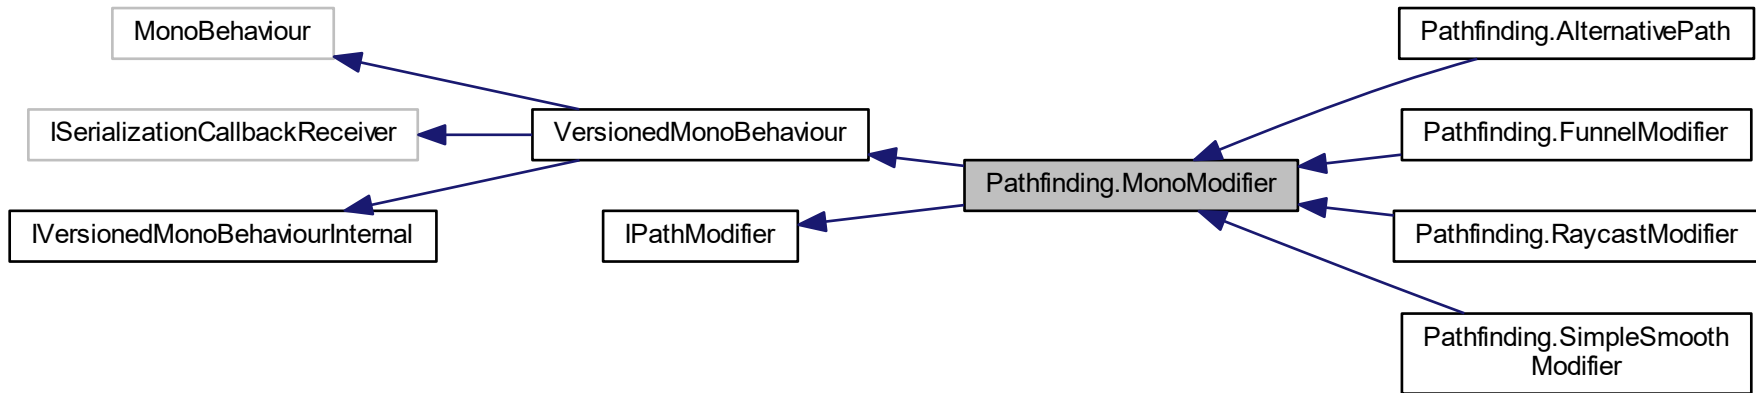 MonoBehaviour
ISerializationCallbackReceiver
IVersionedMonoBehaviourInternal
VersionedMonoBehaviour
IPathModifier
Pathfinding.MonoModifier
Pathfinding.AlternativePath
Pathfinding.FunnelModifier
Pathfinding.RaycastModifier
Pathfinding.SimpleSmooth
Modifier